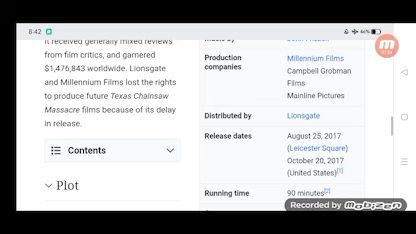 8:42
46%
it received generally mixed reviews
from film critics, and garnered
$1,476,843 worldwide. Lionsgate
and Millennium Films lost the rights
to produce future Texas Chainsaw
Massacre films because of its delay
in release.
Contents
Plot
Music by
Production
companies
Millennium Films
Campbell Grobman
Films
Mainline Pictures
Distributed by
Lionsgate
Release dates
August 25, 2017
(Leicester Square)
October 20, 2017
(United States)[1]
Running time
90 minutes[2]
Recorded by Mobizen